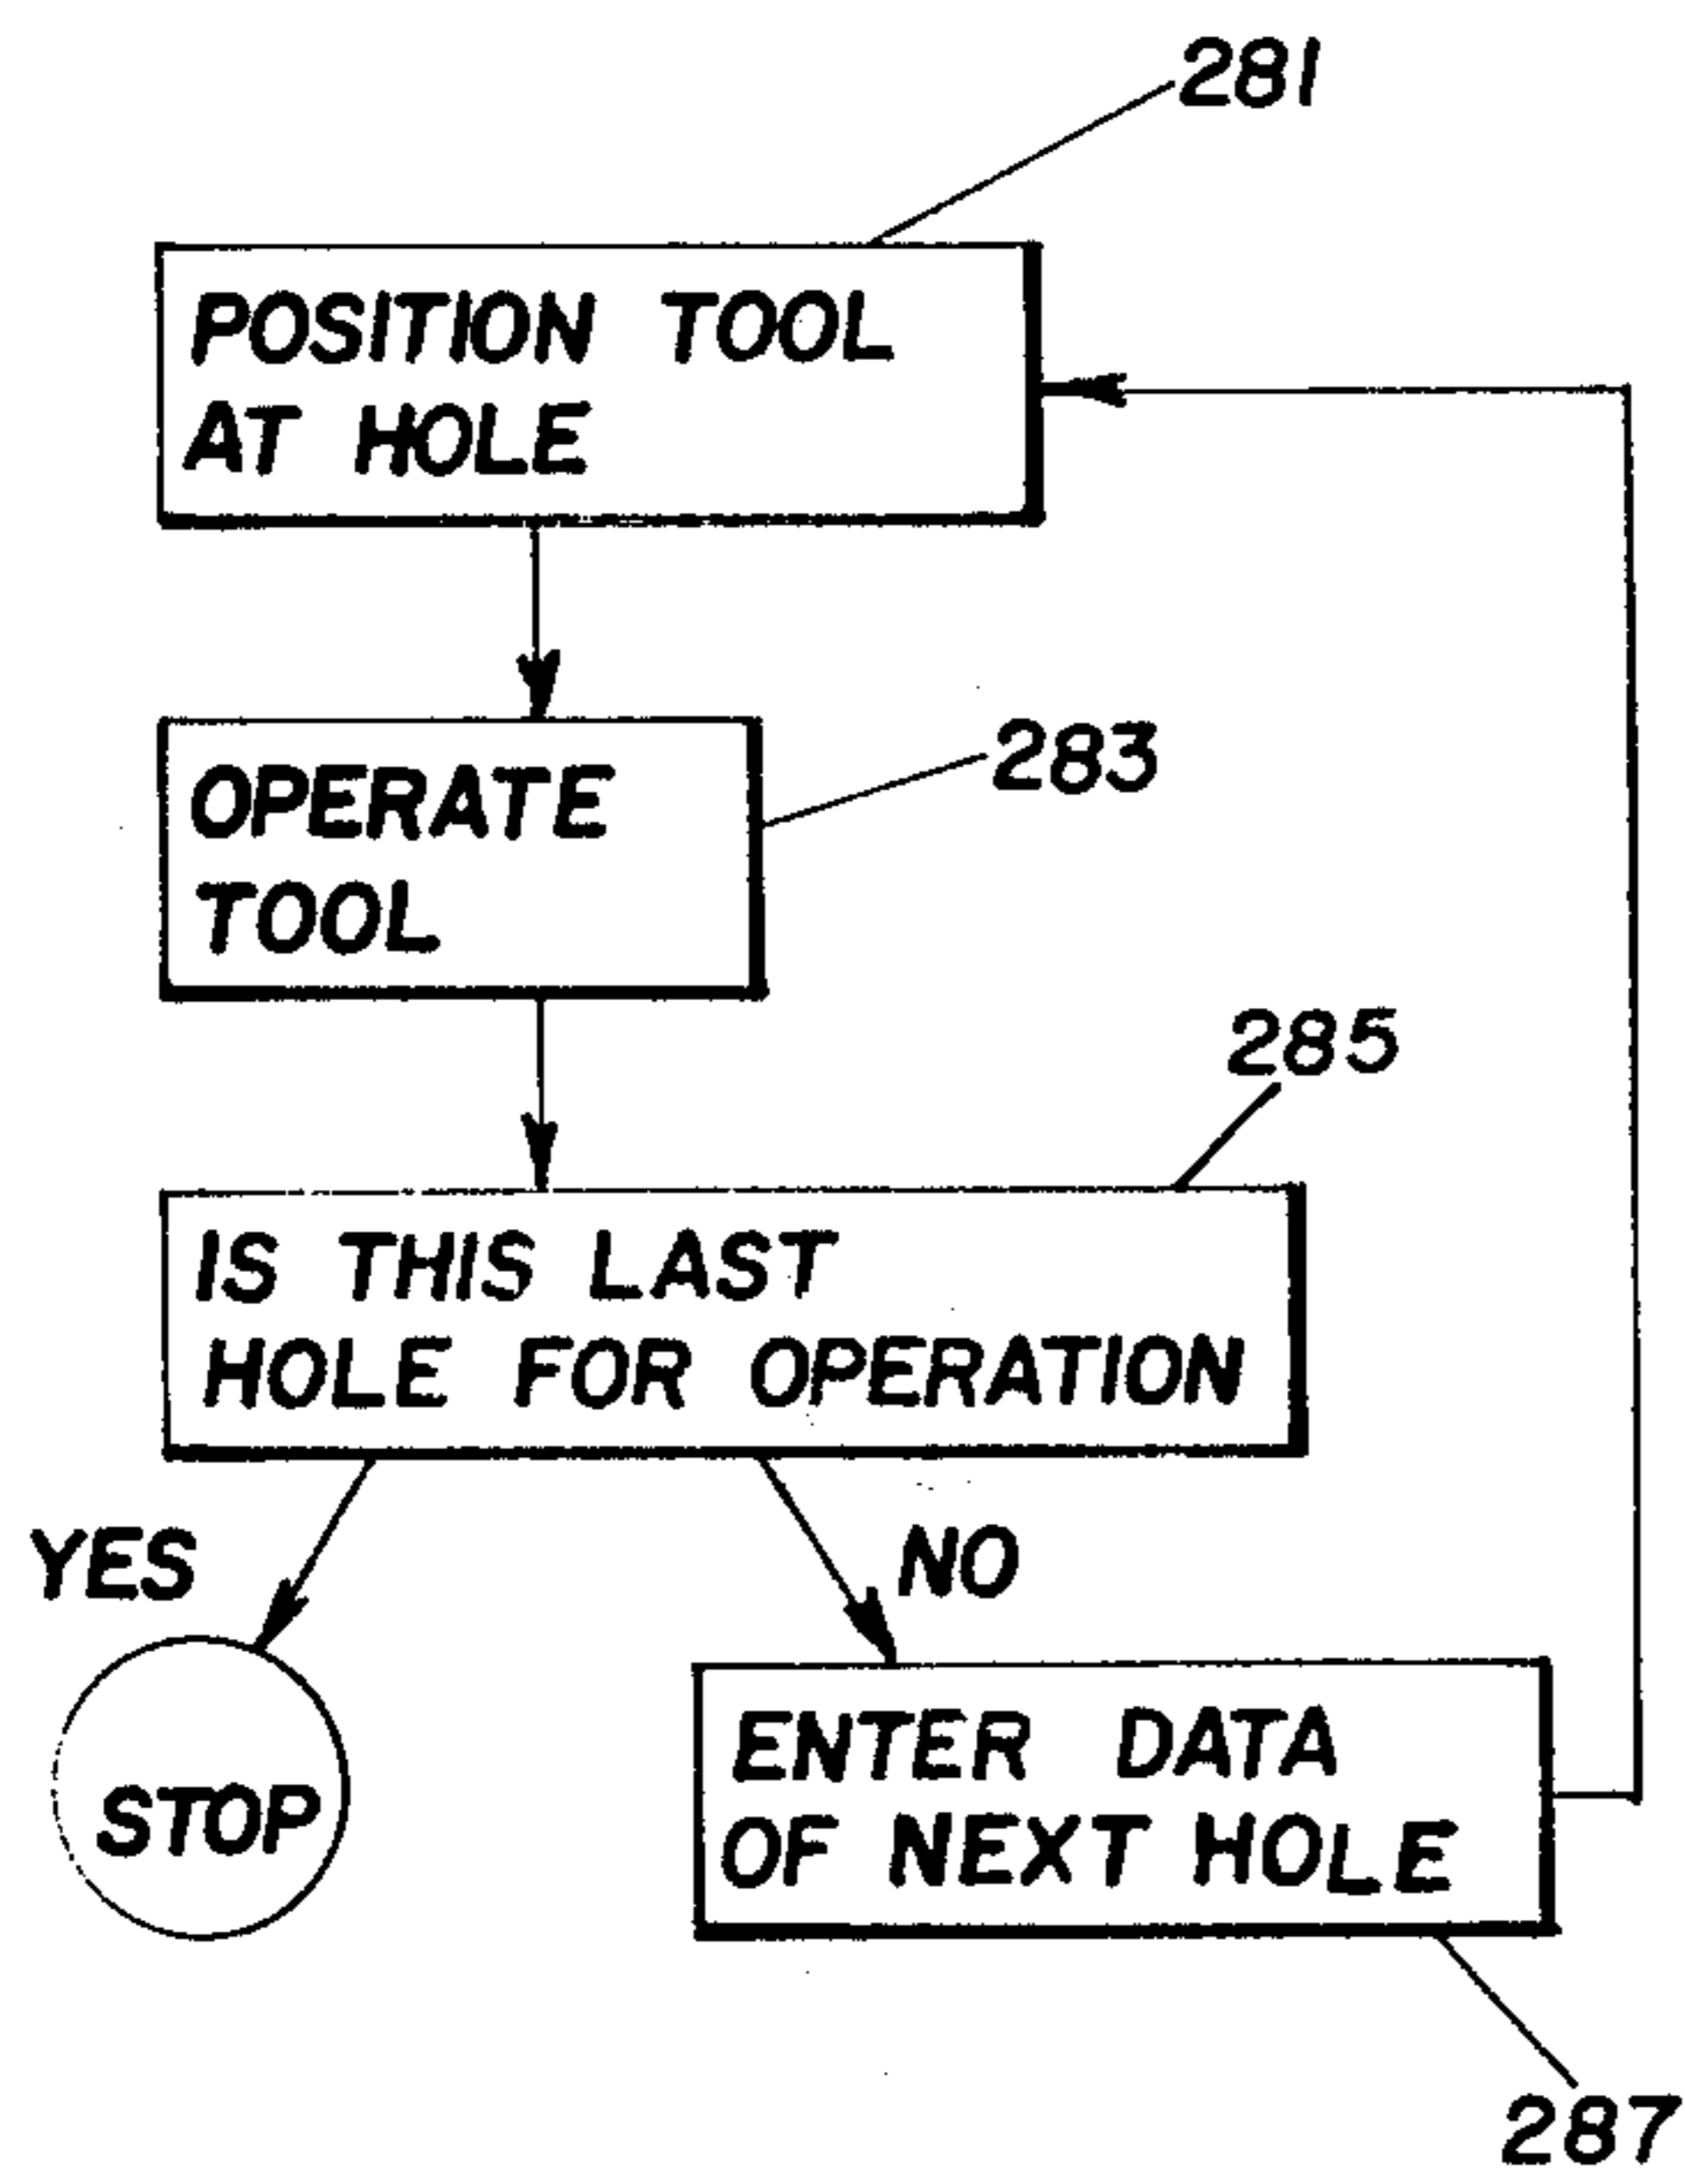 281
POSITION TOOL
AT HOLE
283
OPERATE
TOOL
285
IS THIS LAST
HOLE FOR OPERATION
YES
NO
STOP
ENTER DATA
OF NEXT HOLE
287